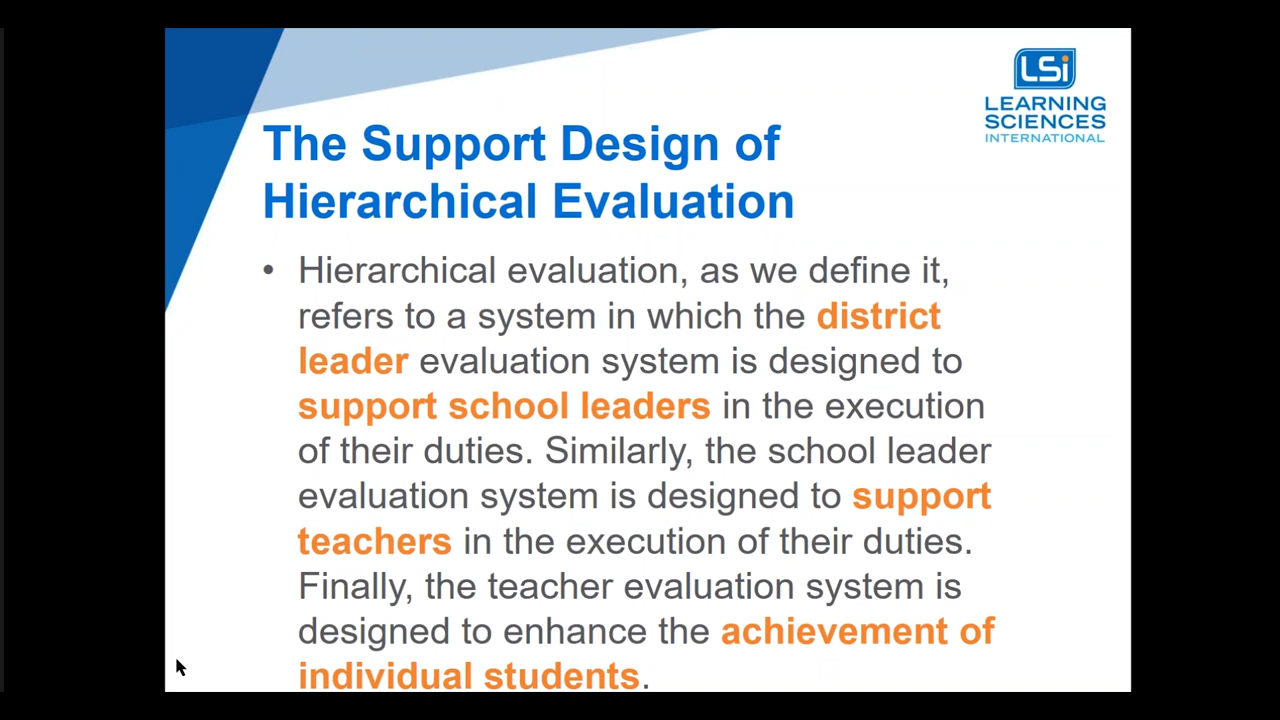 LSi
LEARNING
SCIENCES
INTERNATIONAL
The Support Design of
Hierarchical Evaluation
• Hierarchical evaluation, as we define it,
refers to a system in which the district
leader evaluation system is designed to
support school leaders in the execution
of their duties. Similarly, the school leader
evaluation system is designed to support
teachers in the execution of their duties.
Finally, the teacher evaluation system is
designed to enhance the achievement of
individual students.